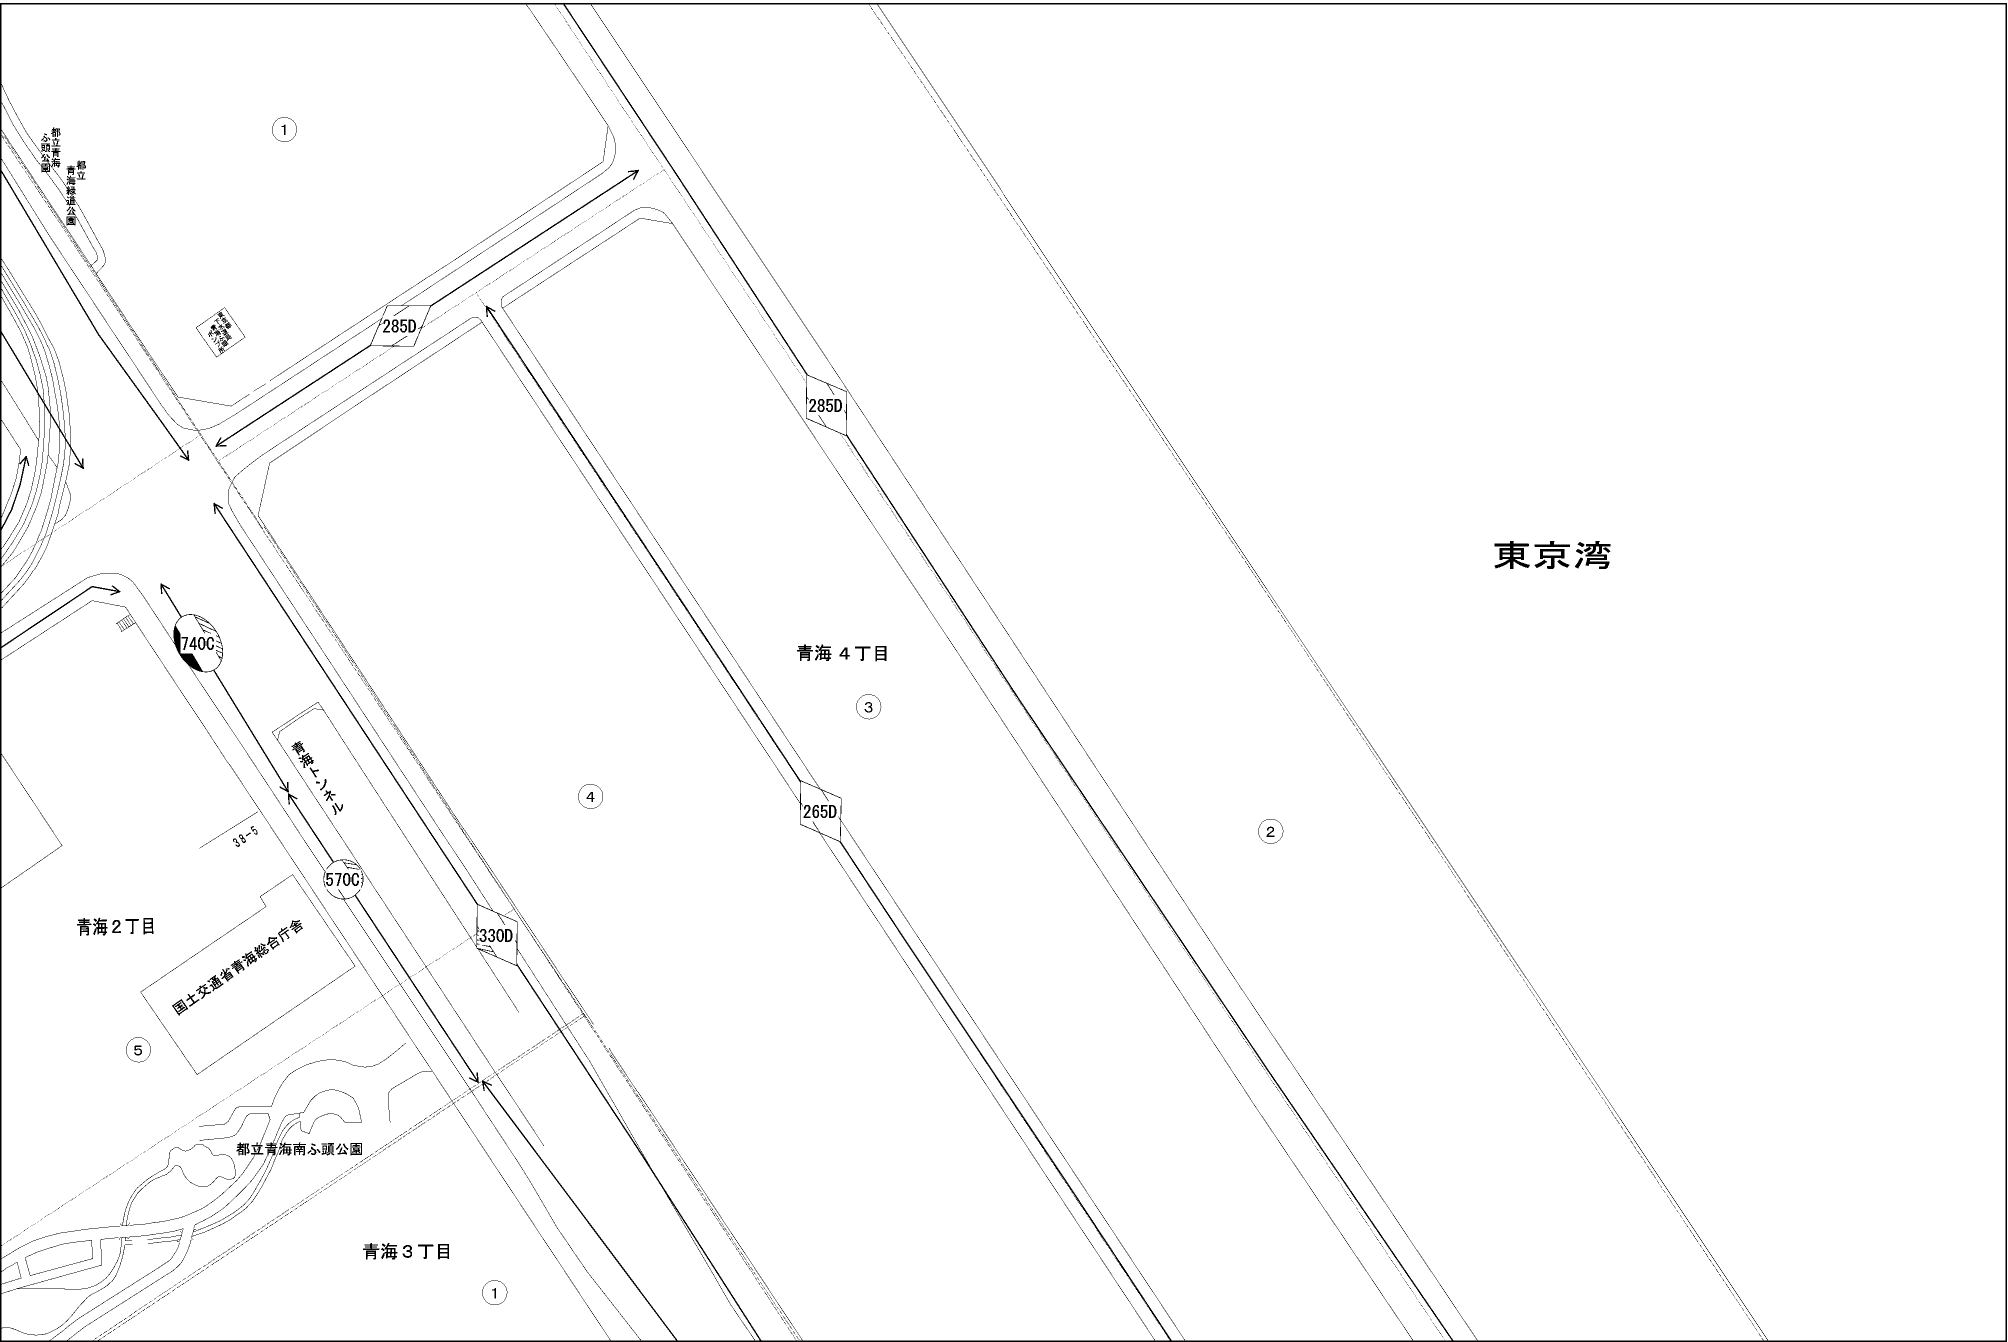 ①
都立青海
ふ頭公園
都立
青海緑道公園
285D
285D
東京湾
740C
青海4丁目
③
青海トンネル
④
265D
②
38-6
570C
青海2丁目
330D
国土交通省青海総合庁舎
⑤
都立青海南ふ頭公園
青海3丁目
①